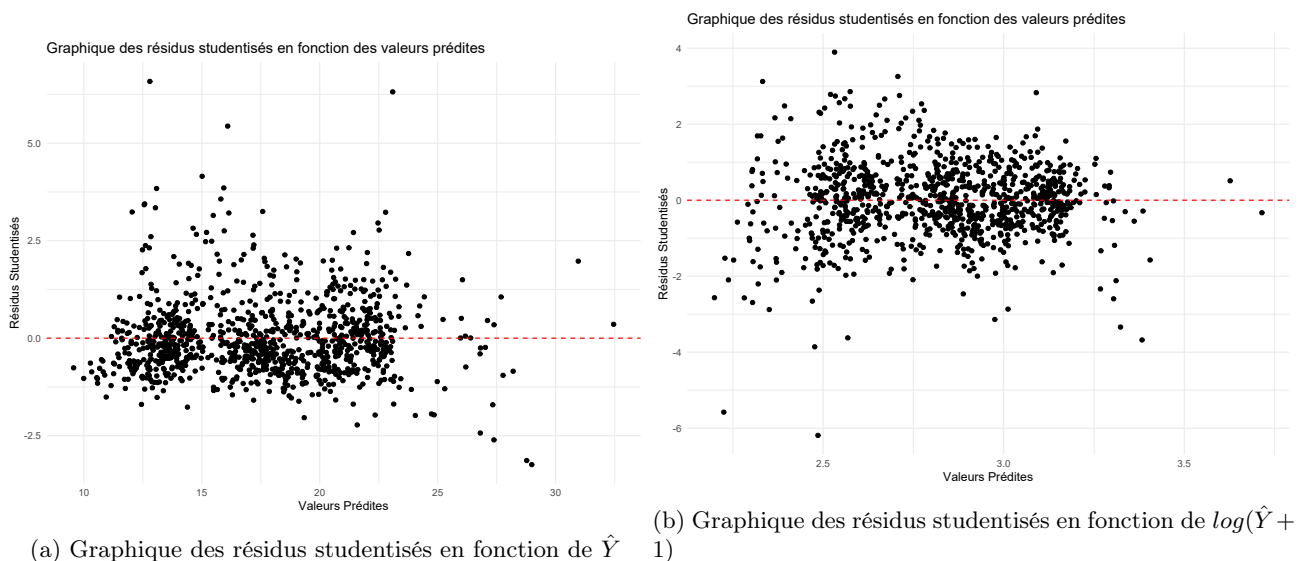 Graphique des résidus studentisés en fonction des valeurs prédites
5.0
2.5
0.0
-2.5
Résidus Studentisés
10
15
20
25
30
Valeurs Prédites
(a) Graphique des résidus studentisés en fonction de Ŷ
Graphique des résidus studentisés en fonction des valeurs prédites
4
2
0
-2
-4
-6
Résidus Studentisés
2.5
3.0
3.5
Valeurs Prédites
(b) Graphique des résidus studentisés en fonction de log(Ŷ +
1)